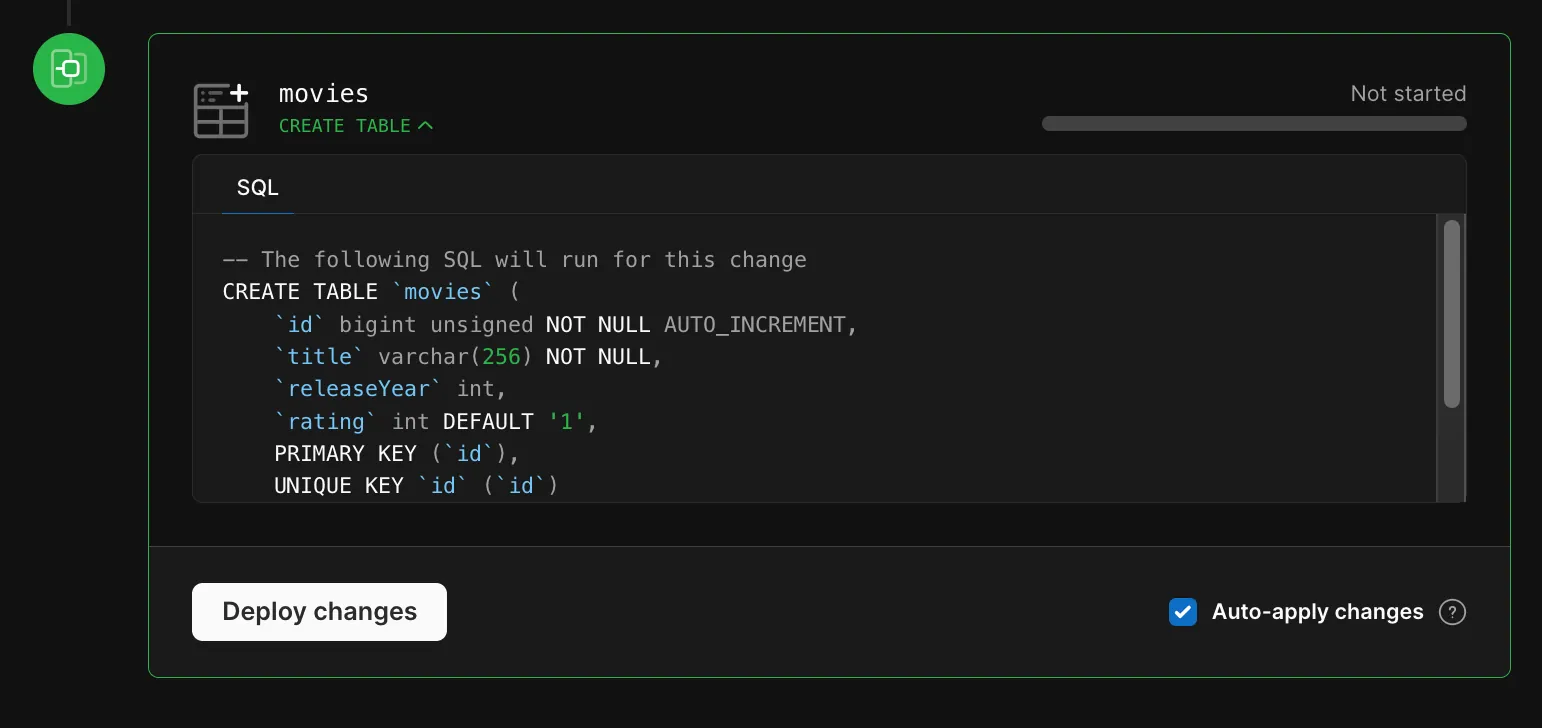 movies
CREATE TABLE
Not started
SQL
-- The following SQL will run for this change
CREATE TABLE `movies` (
    `id` bigint unsigned NOT NULL AUTO_INCREMENT,
    `title` varchar(256) NOT NULL,
    `releaseYear` int,
    `rating` int DEFAULT '1',
    PRIMARY KEY (`id`),
    UNIQUE KEY `id` (`id`)
Deploy changes
Auto-apply changes ?